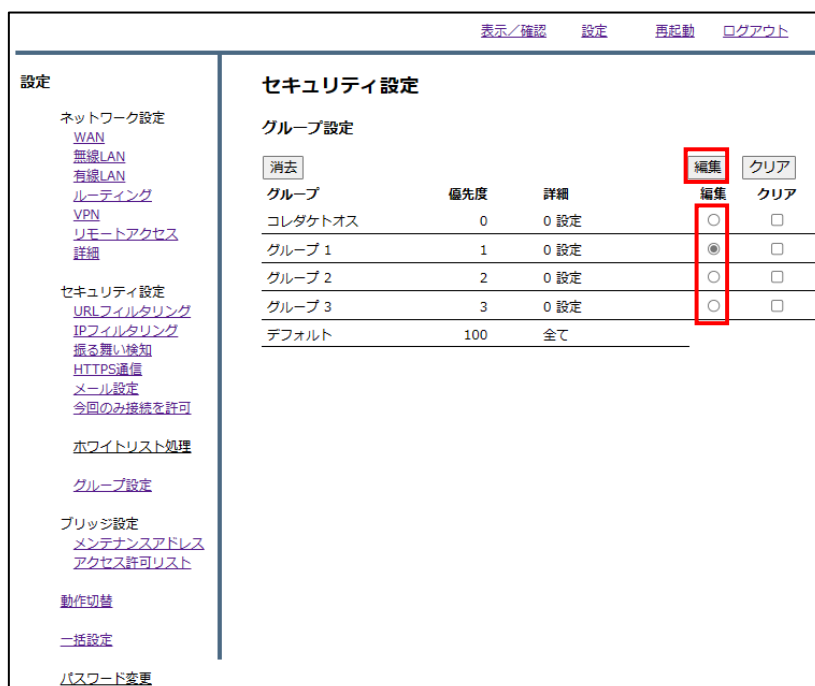 表示／確認 設定 再起動 ログアウト
設定
ネットワーク設定
WAN
無線LAN
有線LAN
ルーティング
VPN
リモートアクセス
詳細
セキュリティ設定
URLフィルタリング
IPフィルタリング
振る舞い検知
HTTPS通信
メール設定
今回のみ接続を許可
ホワイトリスト処理
グループ設定
ブリッジ設定
メンテナンスアドレス
アクセス許可リスト
動作切替
一括設定
パスワード変更
セキュリティ設定
グループ設定
消去 編集 クリア
グループ 優先度 詳細 編集 クリア
コレダケトオス 0 0 設定
グループ 1 1 0 設定
グループ 2 2 0 設定
グループ 3 3 0 設定
デフォルト 100 全て